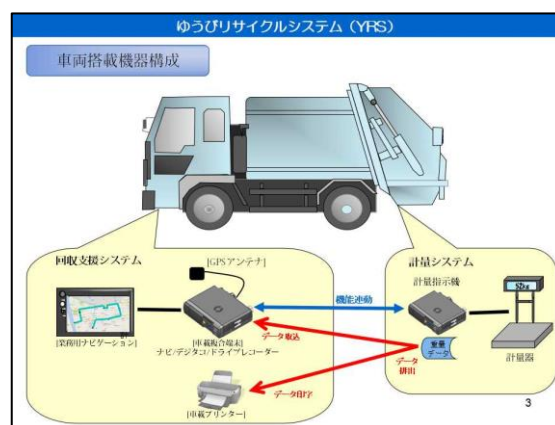 ゆうびリサイクルシステム（YRS）
車両搭載機器構成
回収支援システム
[GPSアンテナ]
[業務用ナビゲーション]
[車載複合端末]
ナビ/デジタコ/ドライブレコーダー
[車載プリンター]
機能連動
データ取込
データ印字
計量システム
計量指示機
重量
データ
データ
排出
計量器
3